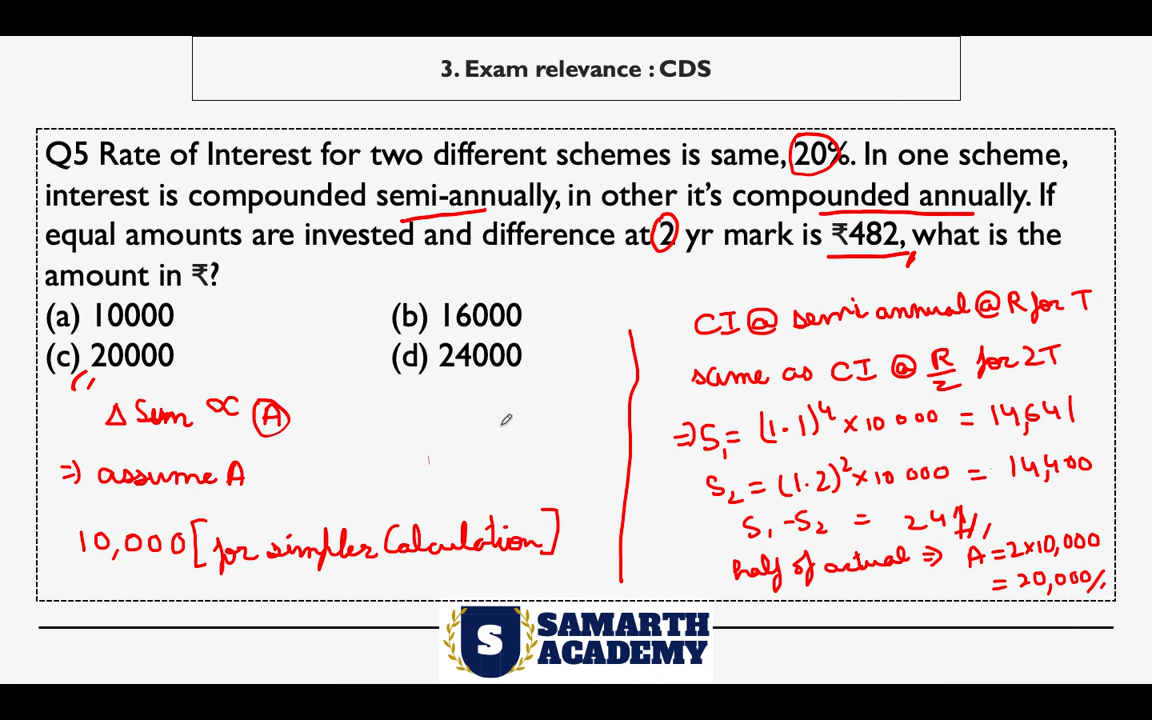 3. Exam relevance : CDS
Q5 Rate of Interest for two different schemes is same, 20%. In one scheme,
interest is compounded semi-annually, in other it's compounded annually. If
equal amounts are invested and difference at 2 yr mark is ₹482, what is the
amount in ₹?
(a) 10000 (b) 16000
(c) 20000 (d) 24000
Δ Sum ∝ A
⇒ assume A
10,000 [for simpler Calculation]
CI @ semi annual @ R for T
same as CI @ R/2 for 2T
⇒ S₁ = (1.1)⁴ × 10 000 = 14,641
S₂ = (1.2)² × 10 000 = 14,400
S₁ - S₂ = 241/,
half of actual ⇒ A = 2×10,000
= 20,000/.
S
SAMARTH
ACADEMY